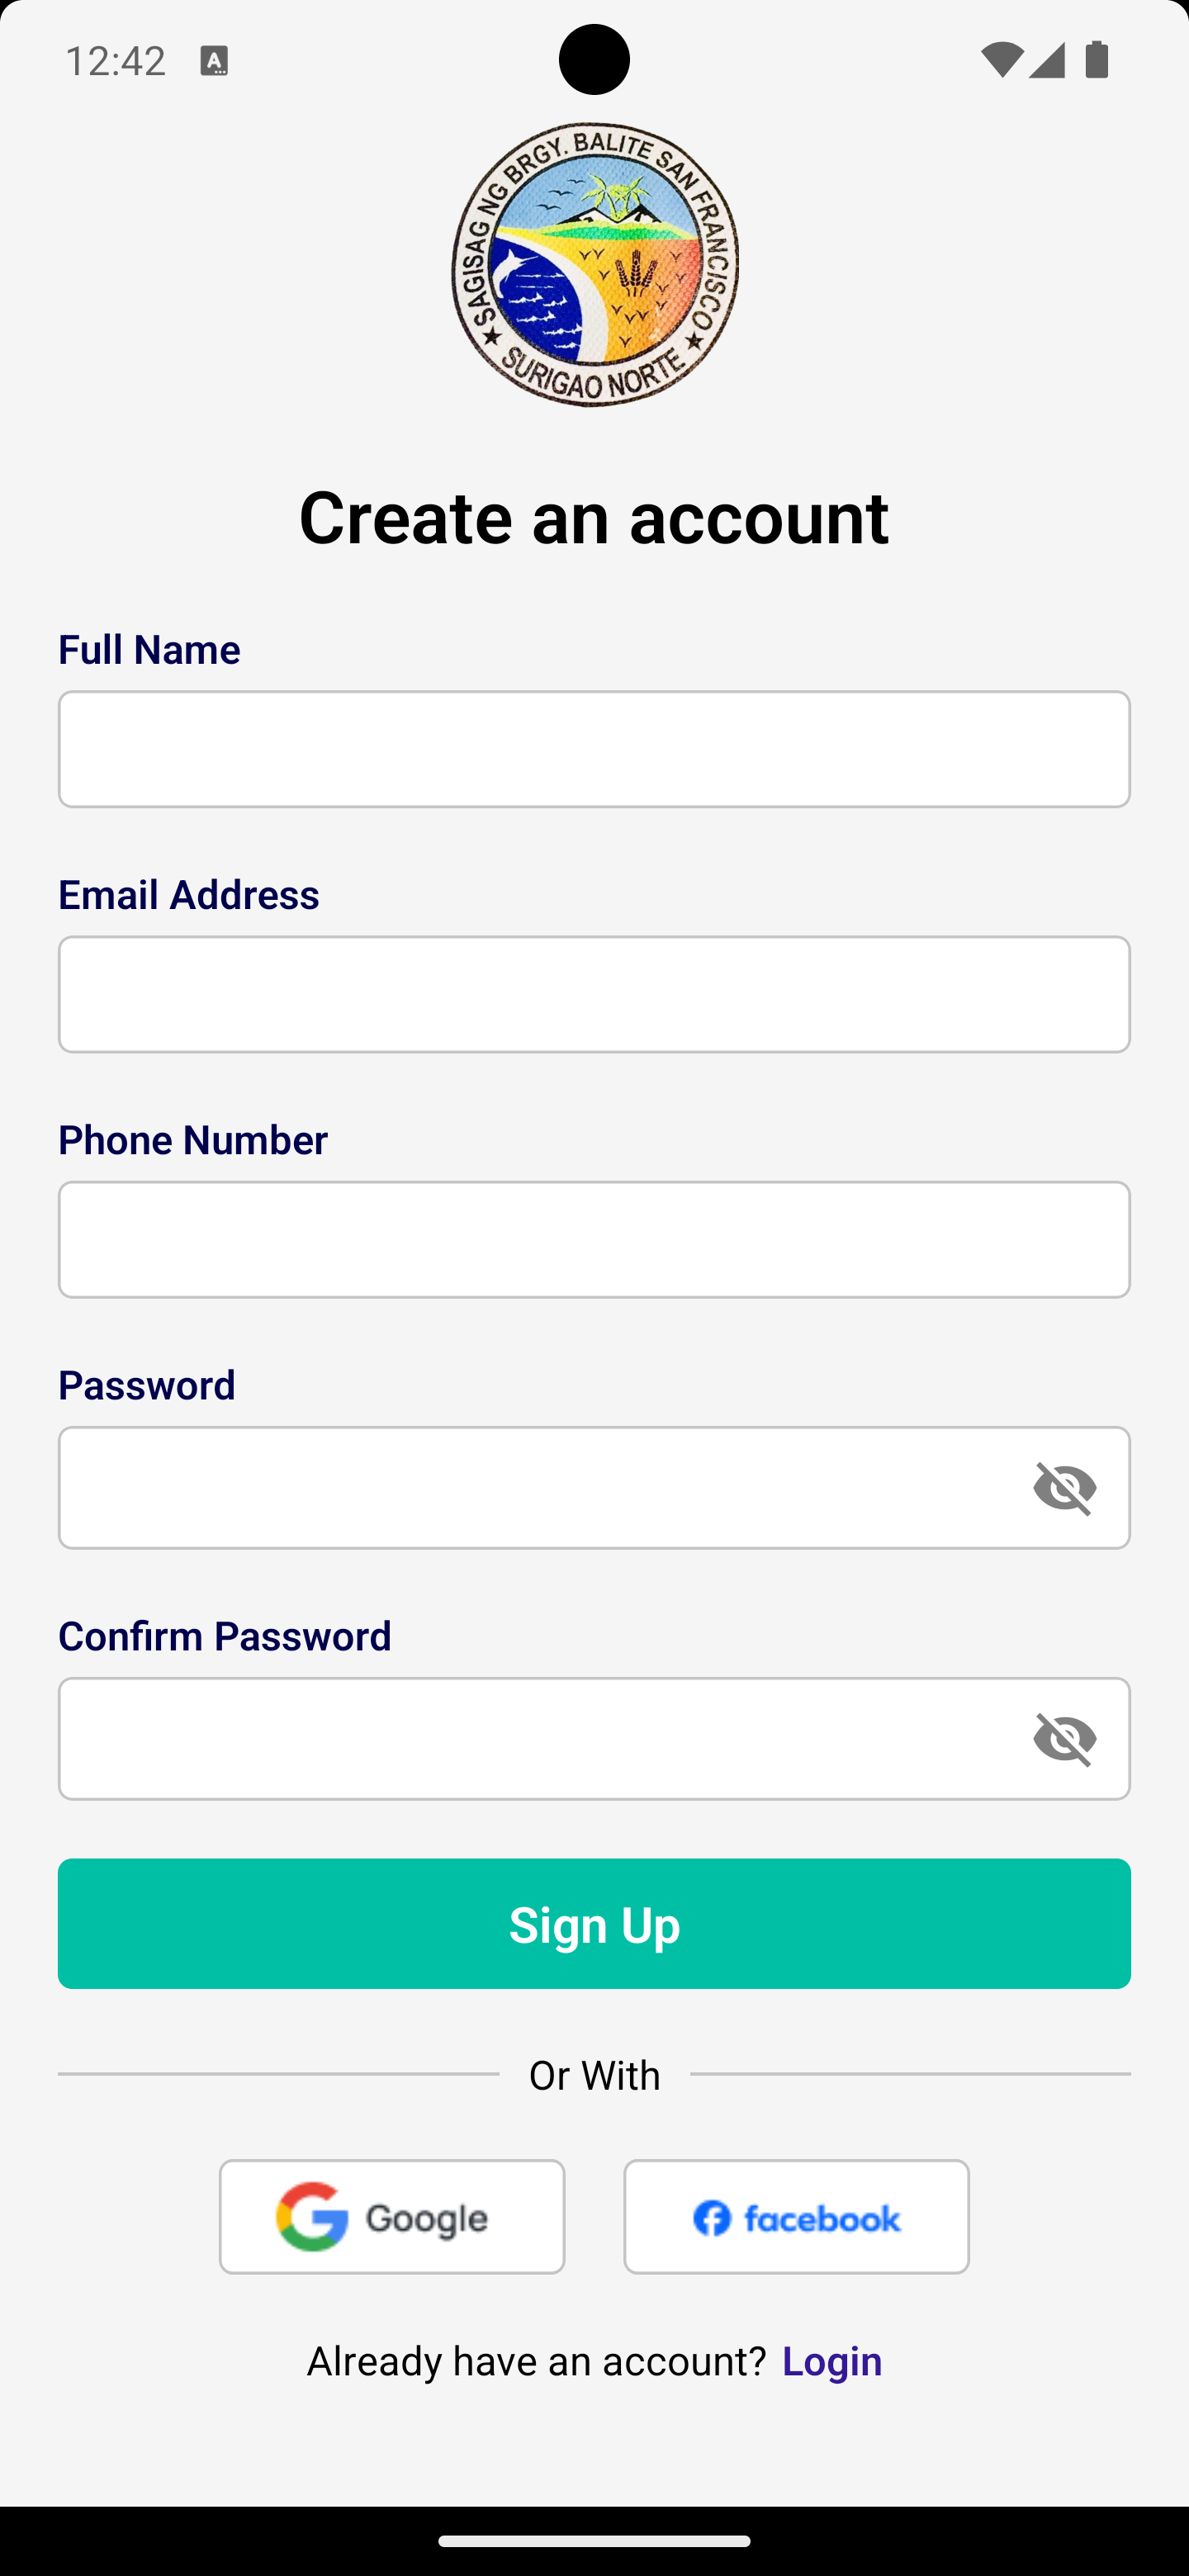 12:42
A
SAGISAG NG BRGY. BALITE SAN FRANCISCO
SURIGAO NORTE
Create an account
Full Name
Email Address
Phone Number
Password
Confirm Password
Sign Up
Or With
Google
facebook
Already have an account? Login